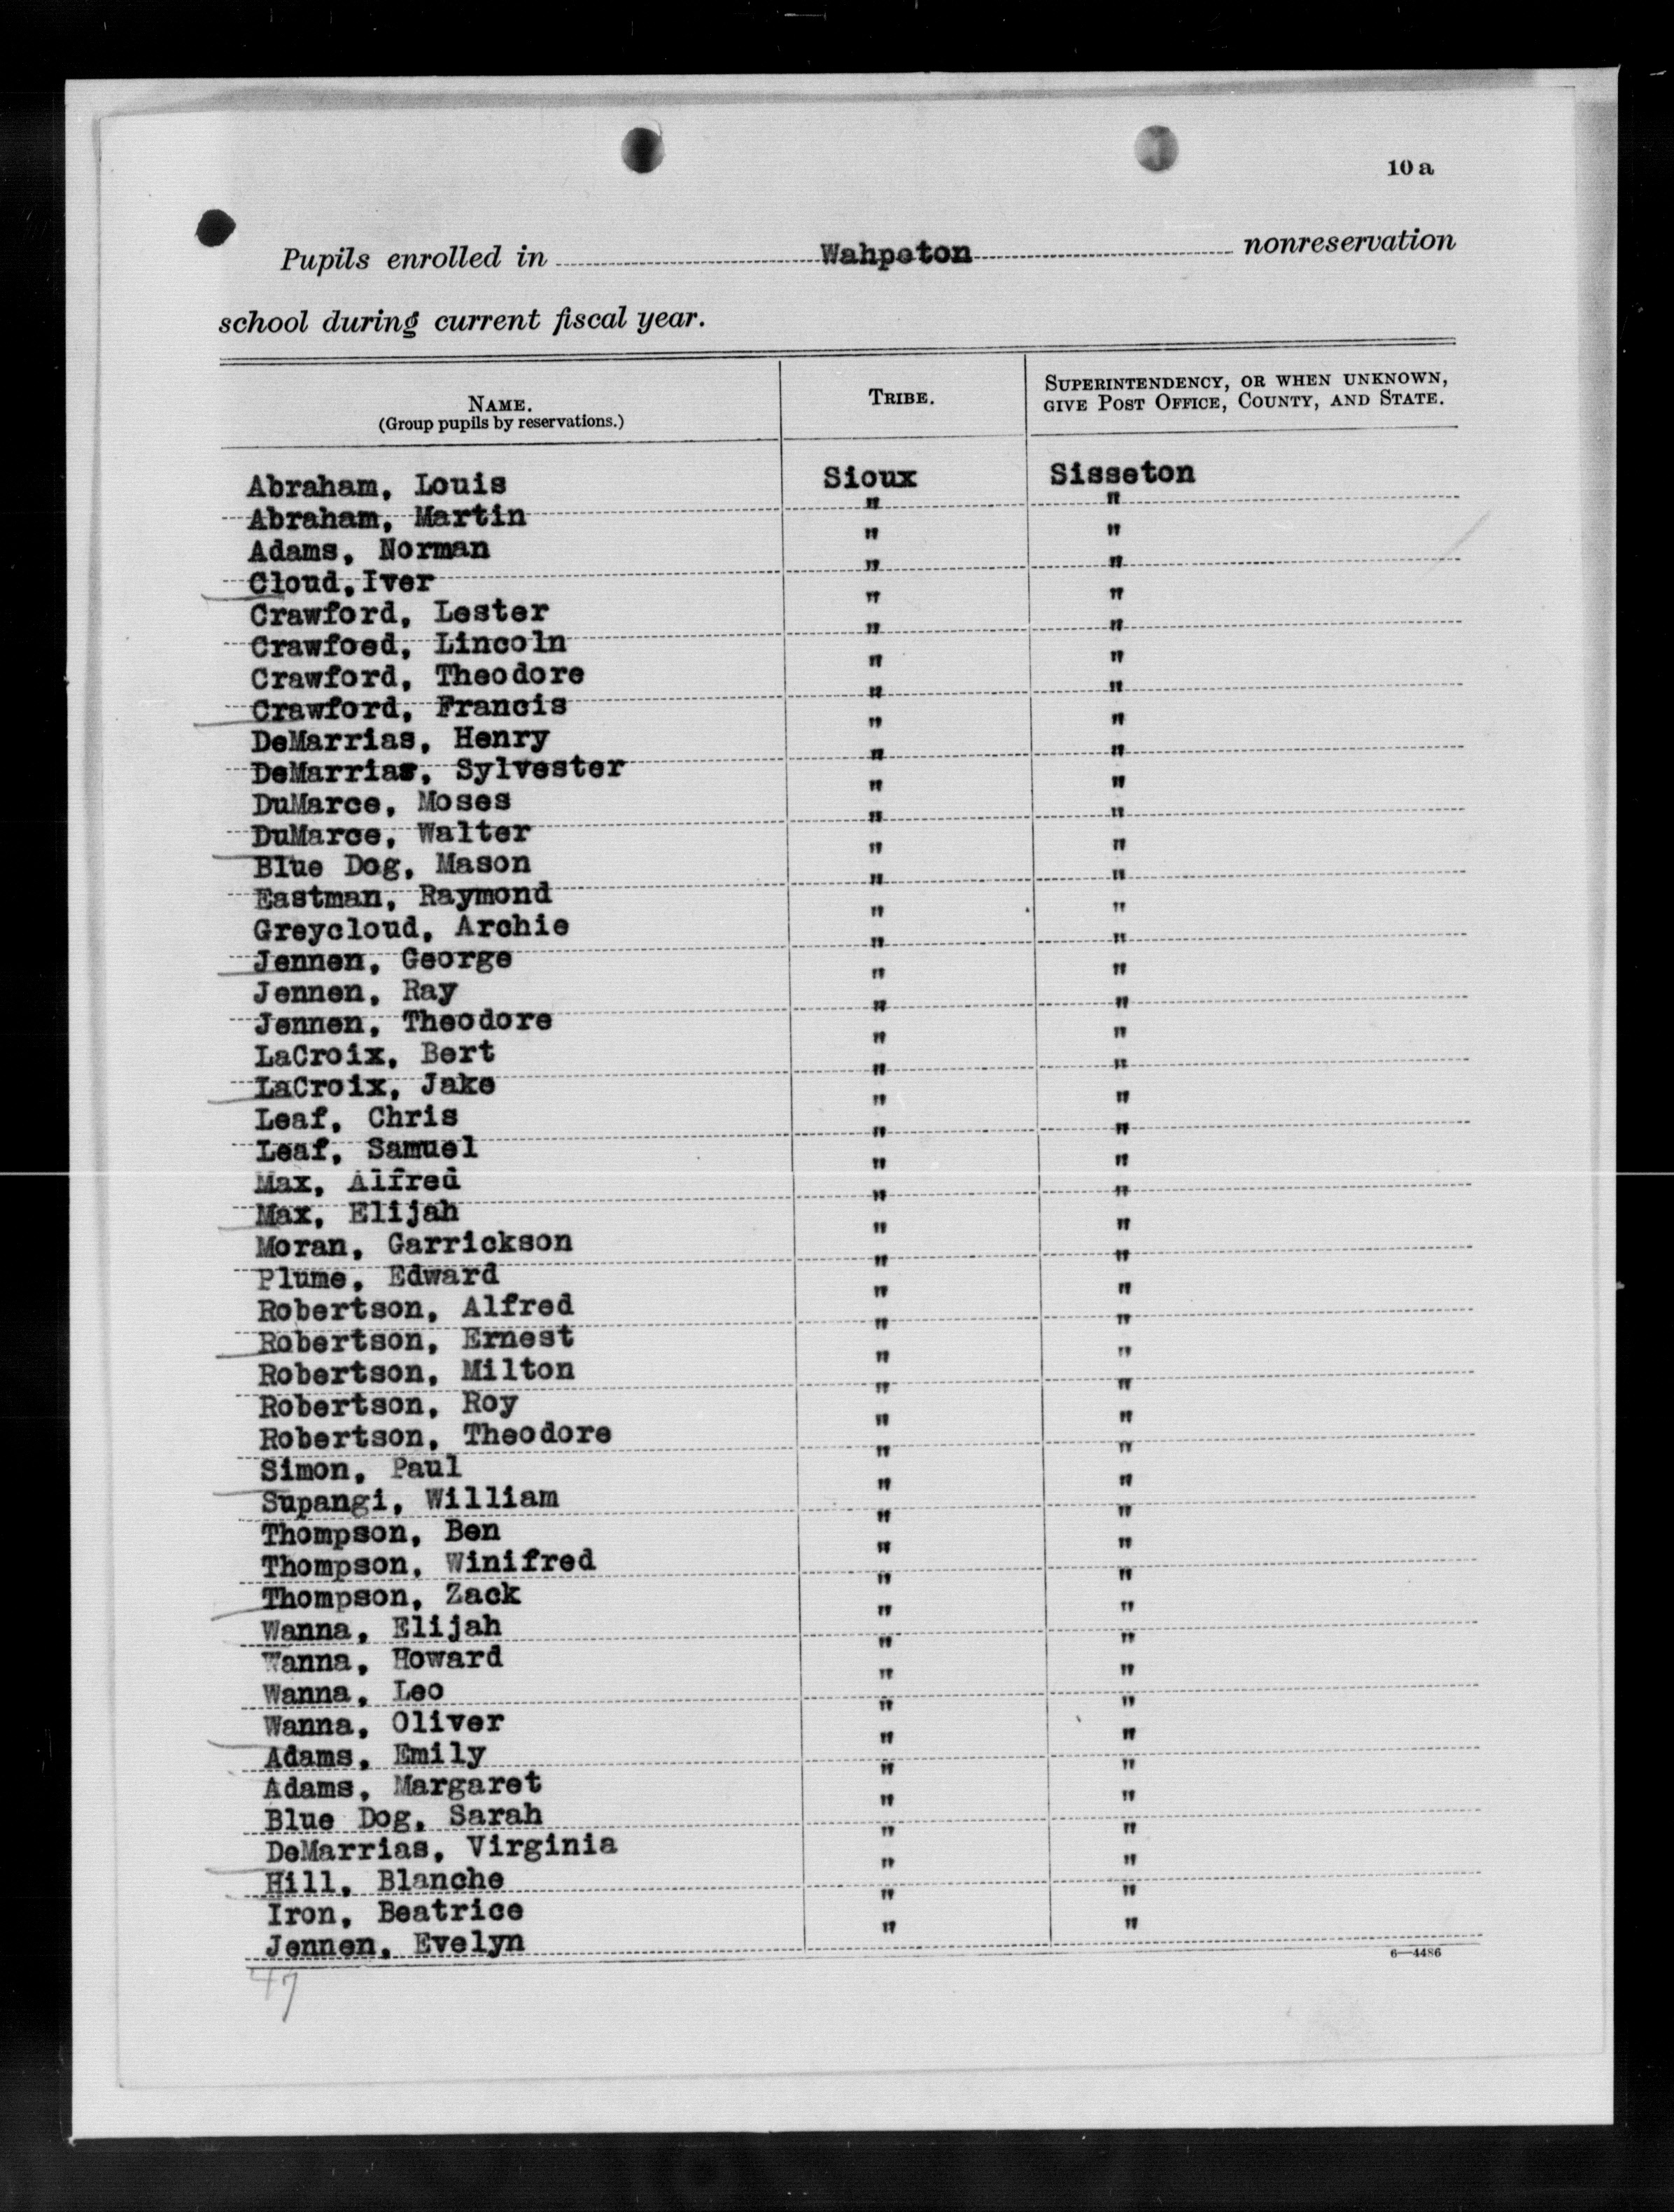 10 a
Pupils enrolled in Wahpeton nonreservation
school during current fiscal year.
NAME. (Group pupils by reservations.) TRIBE. SUPERINTENDENCY, OR WHEN UNKNOWN, GIVE POST OFFICE, COUNTY, AND STATE.
Abraham, Louis Sioux Sisseton
Abraham, Martin " "
Adams, Norman " "
Cloud, Iver " "
Crawford, Lester " "
Crawfoed, Lincoln " "
Crawford, Theodore " "
Crawford, Francis " "
DeMarrias, Henry " "
DeMarrias, Sylvester " "
DuMarce, Moses " "
DuMarce, Walter " "
Blue Dog, Mason " "
Eastman, Raymond " "
Greycloud, Archie " "
Jennen, George " "
Jennen, Ray " "
Jennen, Theodore " "
LaCroix, Bert " "
LaCroix, Jake " "
Leaf, Chris " "
Leaf, Samuel " "
Max, Alfred " "
Max, Elijah " "
Moran, Garrickson " "
Plume, Edward " "
Robertson, Alfred " "
Robertson, Ernest " "
Robertson, Milton " "
Robertson, Roy " "
Robertson, Theodore " "
Simon, Paul " "
Supangi, William " "
Thompson, Ben " "
Thompson, Winifred " "
Thompson, Zack " "
Wanna, Elijah " "
Wanna, Howard " "
Wanna, Leo " "
Wanna, Oliver " "
Adams, Emily " "
Adams, Margaret " "
Blue Dog, Sarah " "
DeMarrias, Virginia " "
Hill, Blanche " "
Iron, Beatrice " "
Jennen, Evelyn " "
6—4486
47